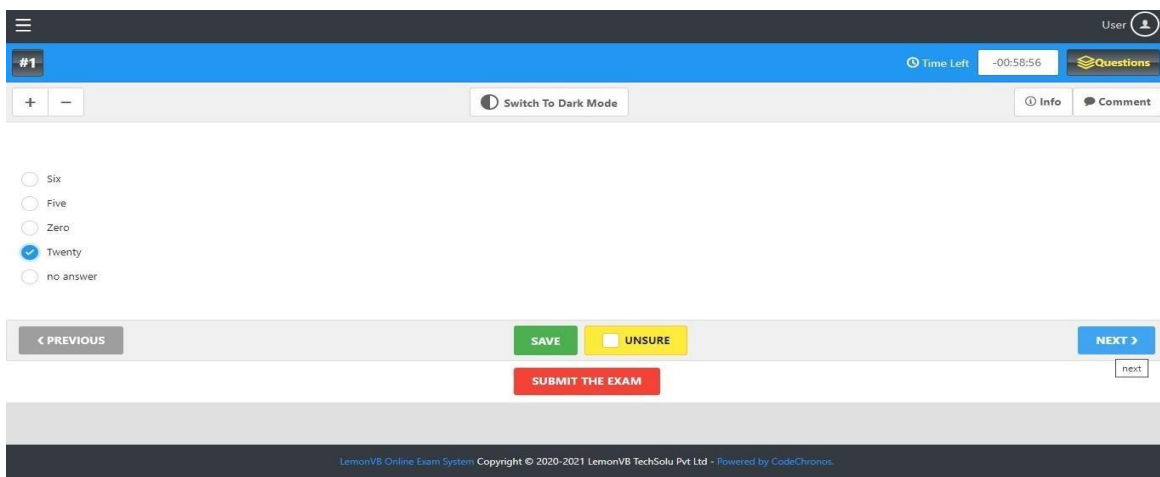 User
#1
Time Left -00:58:56 Questions
+ − Switch To Dark Mode Info Comment
Six
Five
Zero
Twenty
no answer
PREVIOUS SAVE UNSURE NEXT
next
SUBMIT THE EXAM
LemonVB Online Exam System Copyright © 2020-2021 LemonVB TechSolu Pvt Ltd - Powered by CodeChronos.